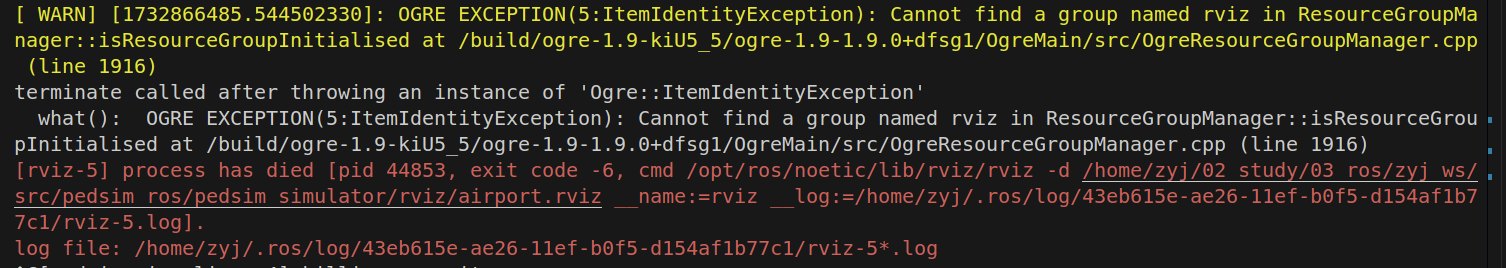 [ WARN] [1732866485.544502330]: OGRE EXCEPTION(5:ItemIdentityException): Cannot find a group named rviz in ResourceGroupMa
nager::isResourceGroupInitialised at /build/ogre-1.9-kiU5_5/ogre-1.9-1.9.0+dfsg1/OgreMain/src/OgreResourceGroupManager.cpp
 (line 1916)
terminate called after throwing an instance of 'Ogre::ItemIdentityException'
  what():  OGRE EXCEPTION(5:ItemIdentityException): Cannot find a group named rviz in ResourceGroupManager::isResourceGrou
pInitialised at /build/ogre-1.9-kiU5_5/ogre-1.9-1.9.0+dfsg1/OgreMain/src/OgreResourceGroupManager.cpp (line 1916)
[rviz-5] process has died [pid 44853, exit code -6, cmd /opt/ros/noetic/lib/rviz/rviz -d /home/zyj/02_study/03_ros/zyj_ws/
src/pedsim_ros/pedsim_simulator/rviz/airport.rviz __name:=rviz __log:=/home/zyj/.ros/log/43eb615e-ae26-11ef-b0f5-d154af1b7
7c1/rviz-5.log].
log file: /home/zyj/.ros/log/43eb615e-ae26-11ef-b0f5-d154af1b77c1/rviz-5*.log